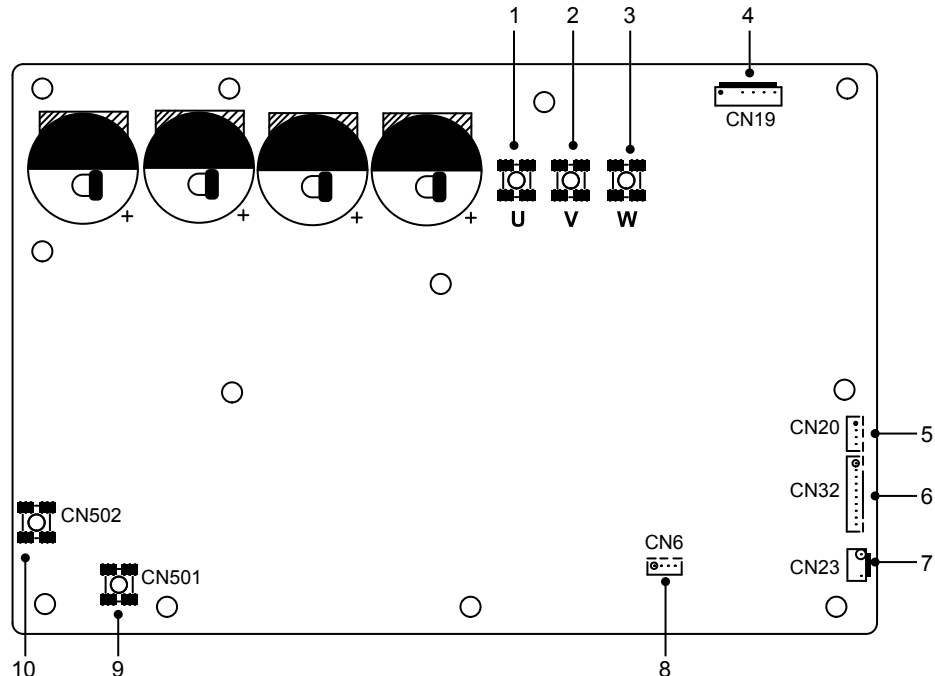 1 2 3 4
CN19
+ + + +
U V W
CN20 5
CN32 6
CN502
CN6
CN501
CN23 7
10 9 8